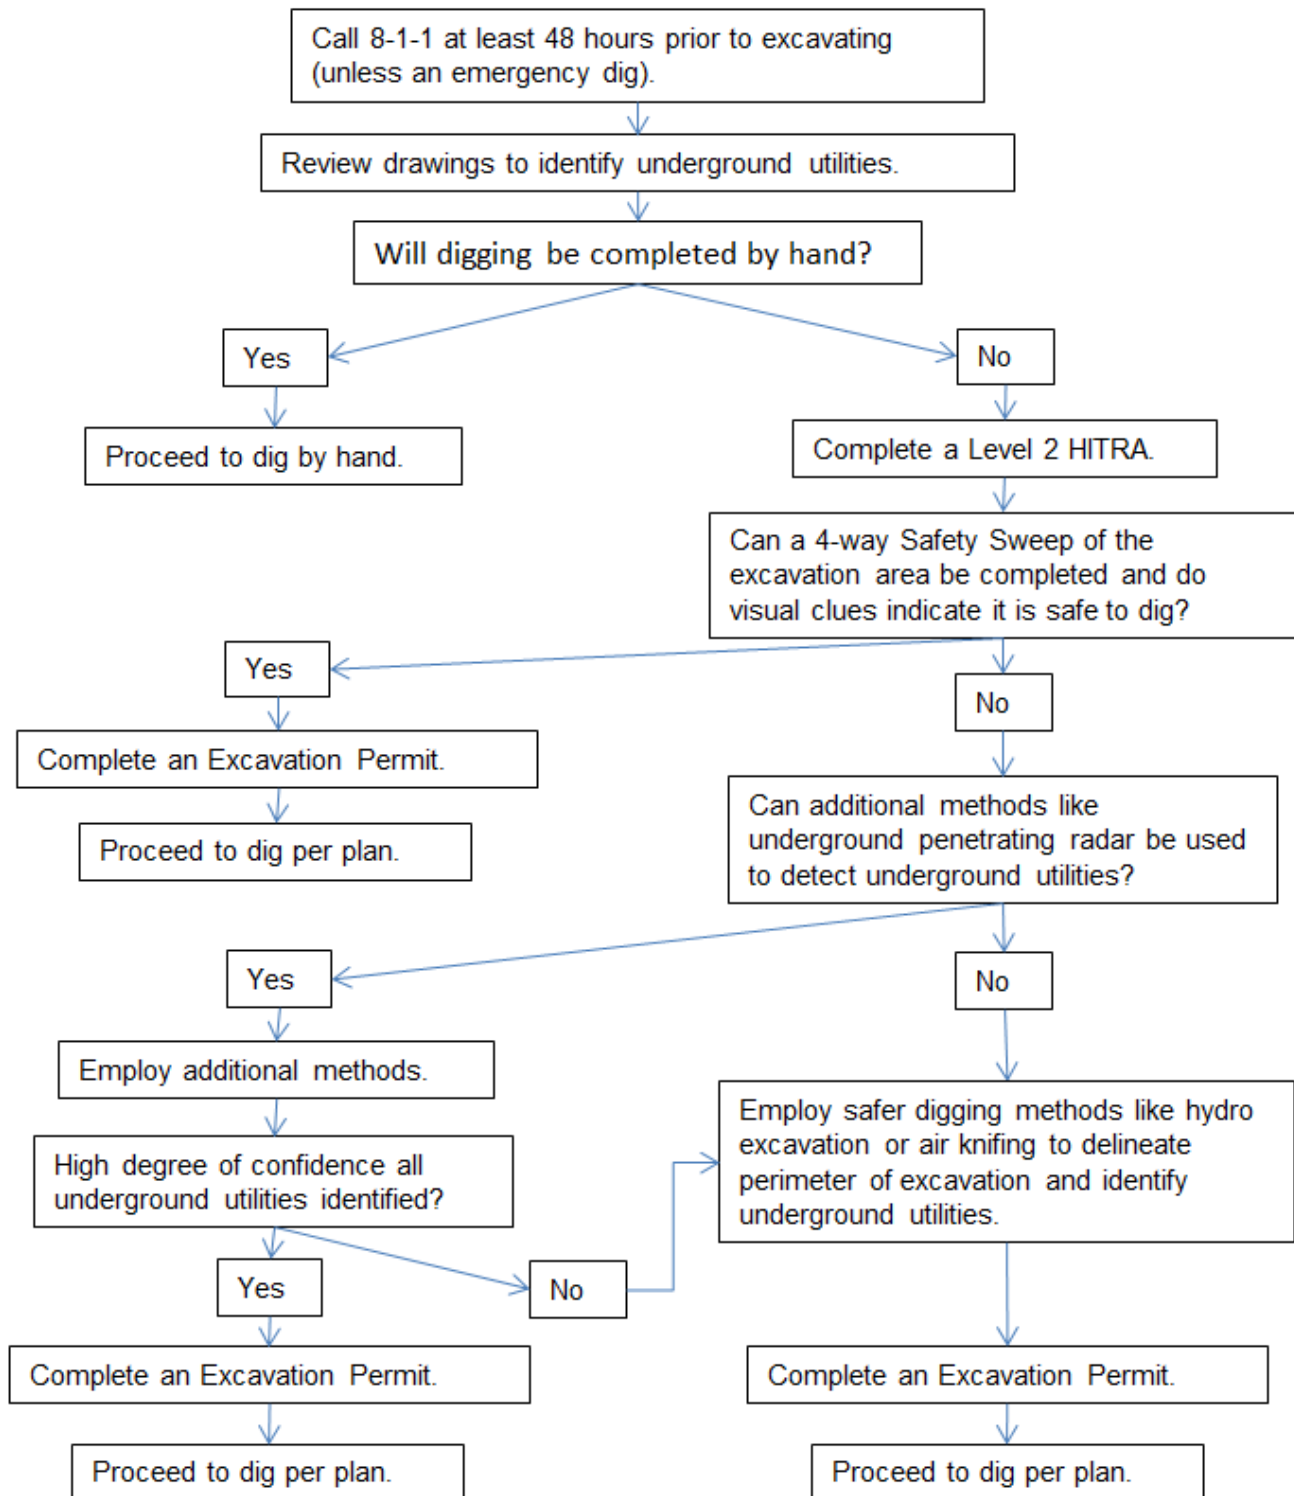 Call 8-1-1 at least 48 hours prior to excavating
(unless an emergency dig).
Review drawings to identify underground utilities.
Will digging be completed by hand?
Yes
No
Proceed to dig by hand.
Complete a Level 2 HITRA.
Can a 4-way Safety Sweep of the
excavation area be completed and do
visual clues indicate it is safe to dig?
Yes
No
Complete an Excavation Permit.
Proceed to dig per plan.
Can additional methods like
underground penetrating radar be used
to detect underground utilities?
Yes
No
Employ additional methods.
High degree of confidence all
underground utilities identified?
Employ safer digging methods like hydro
excavation or air knifing to delineate
perimeter of excavation and identify
underground utilities.
Yes
No
Complete an Excavation Permit.
Complete an Excavation Permit.
Proceed to dig per plan.
Proceed to dig per plan.